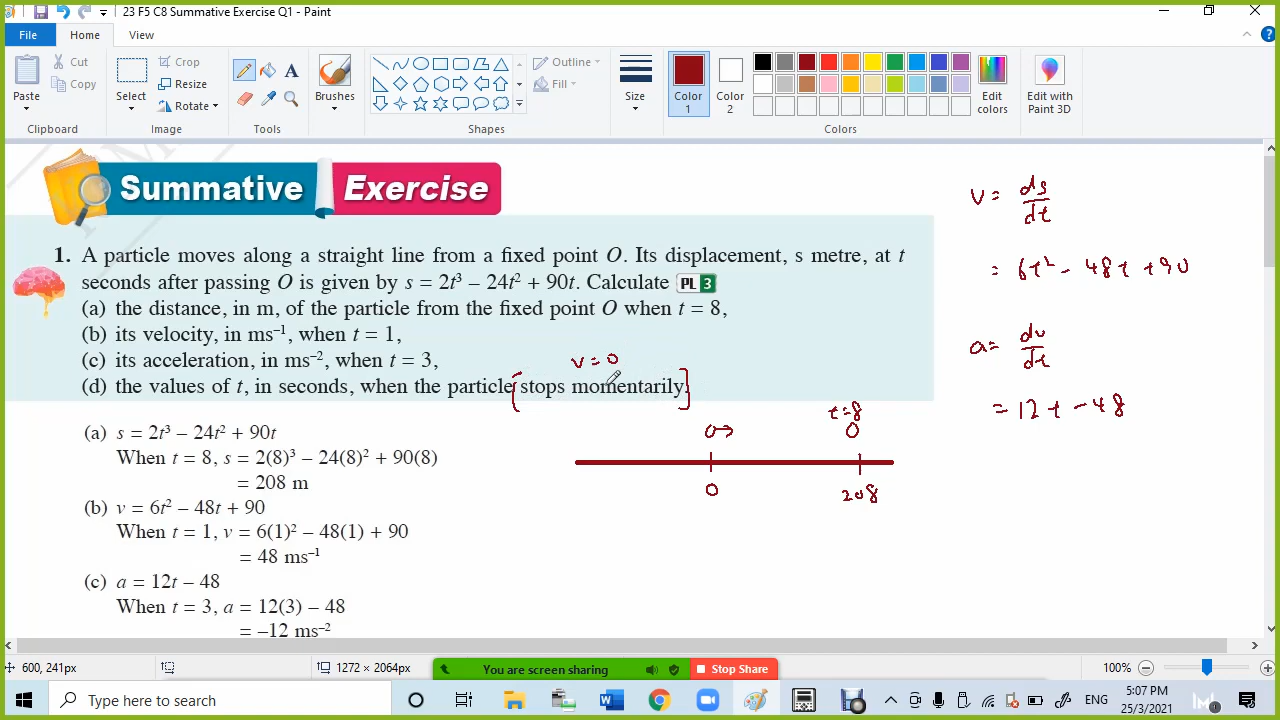 23 F5 C8 Summative Exercise Q1 - Paint
File Home View
Paste Cut Copy Clipboard
Select Crop Resize Rotate Image
A Tools
Brushes
Shapes Outline Fill
Size
Color 1 Color 2 Colors
Edit colors
Edit with Paint 3D
Summative Exercise
1. A particle moves along a straight line from a fixed point O. Its displacement, s metre, at t
seconds after passing O is given by s = 2t³ – 24t² + 90t. Calculate PL 3
(a) the distance, in m, of the particle from the fixed point O when t = 8,
(b) its velocity, in ms⁻¹, when t = 1,
(c) its acceleration, in ms⁻², when t = 3,
v = 0
(d) the values of t, in seconds, when the particle stops momentarily.
(a) s = 2t³ – 24t² + 90t
When t = 8, s = 2(8)³ – 24(8)² + 90(8)
= 208 m
(b) v = 6t² – 48t + 90
When t = 1, v = 6(1)² – 48(1) + 90
= 48 ms⁻¹
(c) a = 12t – 48
When t = 3, a = 12(3) – 48
= –12 ms⁻²
t=8
0 208
v = ds/dt
= 6t² - 48t + 90
a = dv/dt
= 12t - 48
600, 241px
1272 × 2064px
100%
You are screen sharing Stop Share
Type here to search
ENG
5:07 PM
25/3/2021